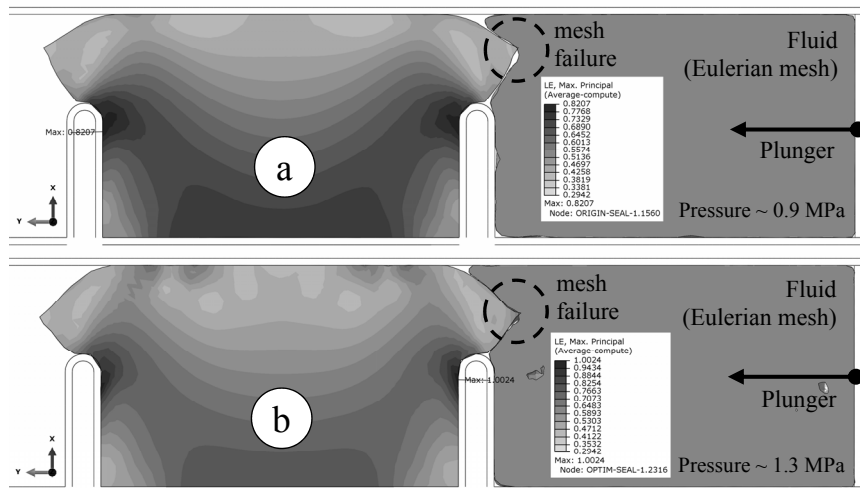 mesh
failure
Fluid
(Eulerian mesh)
LE, Max. Principal
(Average-compute)
0.8207
0.7768
0.7329
0.6890
0.6452
0.6013
0.5574
0.5136
0.4697
0.4258
0.3819
0.3381
0.2942
Max: 0.8207
Node: ORIGIN-SEAL-1.1560
Max: 0.8207
a
Plunger
Pressure ~ 0.9 MPa
X
Y
mesh
failure
Fluid
(Eulerian mesh)
LE, Max. Principal
(Average-compute)
1.0024
0.9434
0.8844
0.8254
0.7663
0.7073
0.6483
0.5893
0.5303
0.4712
0.4122
0.3532
0.2942
Max: 1.0024
Node: OPTIM-SEAL-1.2316
Max: 1.0024
b
Plunger
Pressure ~ 1.3 MPa
X
Y